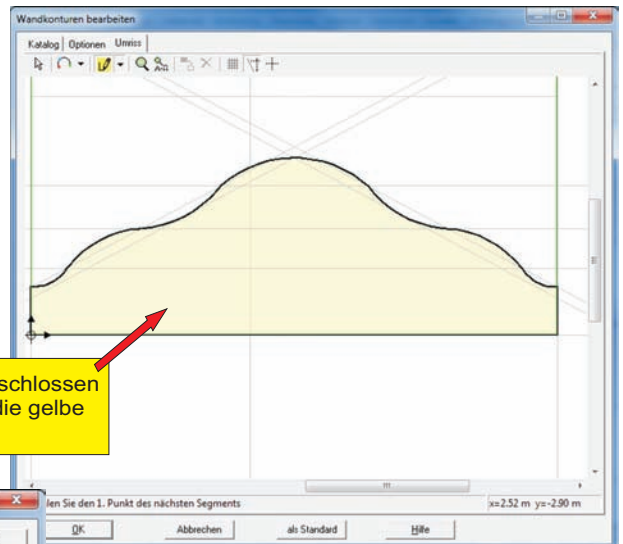 Wandkonturen bearbeiten
Katalog Optionen Umriss
schlossen
die gelbe
len Sie den 1. Punkt des nächsten Segments x=2.52 m y=-2.90 m
OK Abbrechen als Standard Hilfe